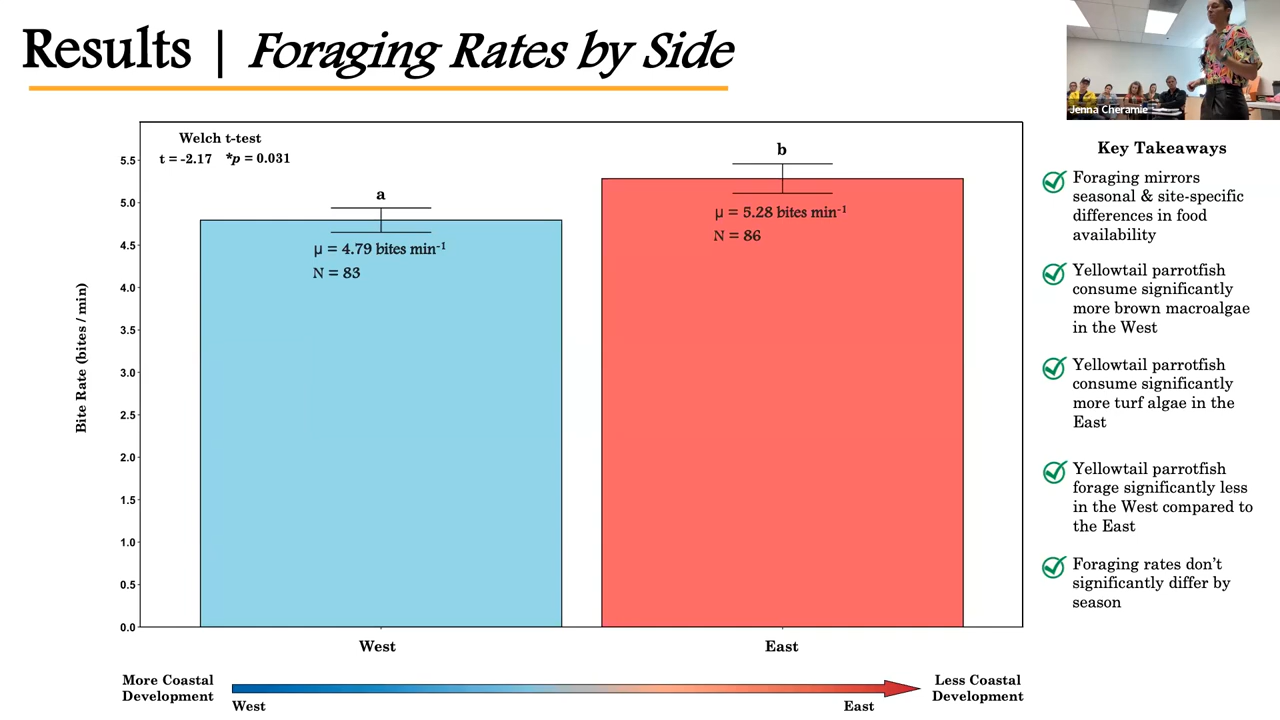 Results | Foraging Rates by Side
Jenna Cheramie
Welch t-test
t = -2.17 *p = 0.031
5.5
5.0
4.5
4.0
3.5
3.0
2.5
2.0
1.5
1.0
0.5
0.0
Bite Rate (bites / min)
a
μ = 4.79 bites min⁻¹
N = 83
b
μ = 5.28 bites min⁻¹
N = 86
West
East
More Coastal
Development
West
East
Less Coastal
Development
Key Takeaways
Foraging mirrors
seasonal & site-specific
differences in food
availability
Yellowtail parrotfish
consume significantly
more brown macroalgae
in the West
Yellowtail parrotfish
consume significantly
more turf algae in the
East
Yellowtail parrotfish
forage significantly less
in the West compared to
the East
Foraging rates don’t
significantly differ by
season